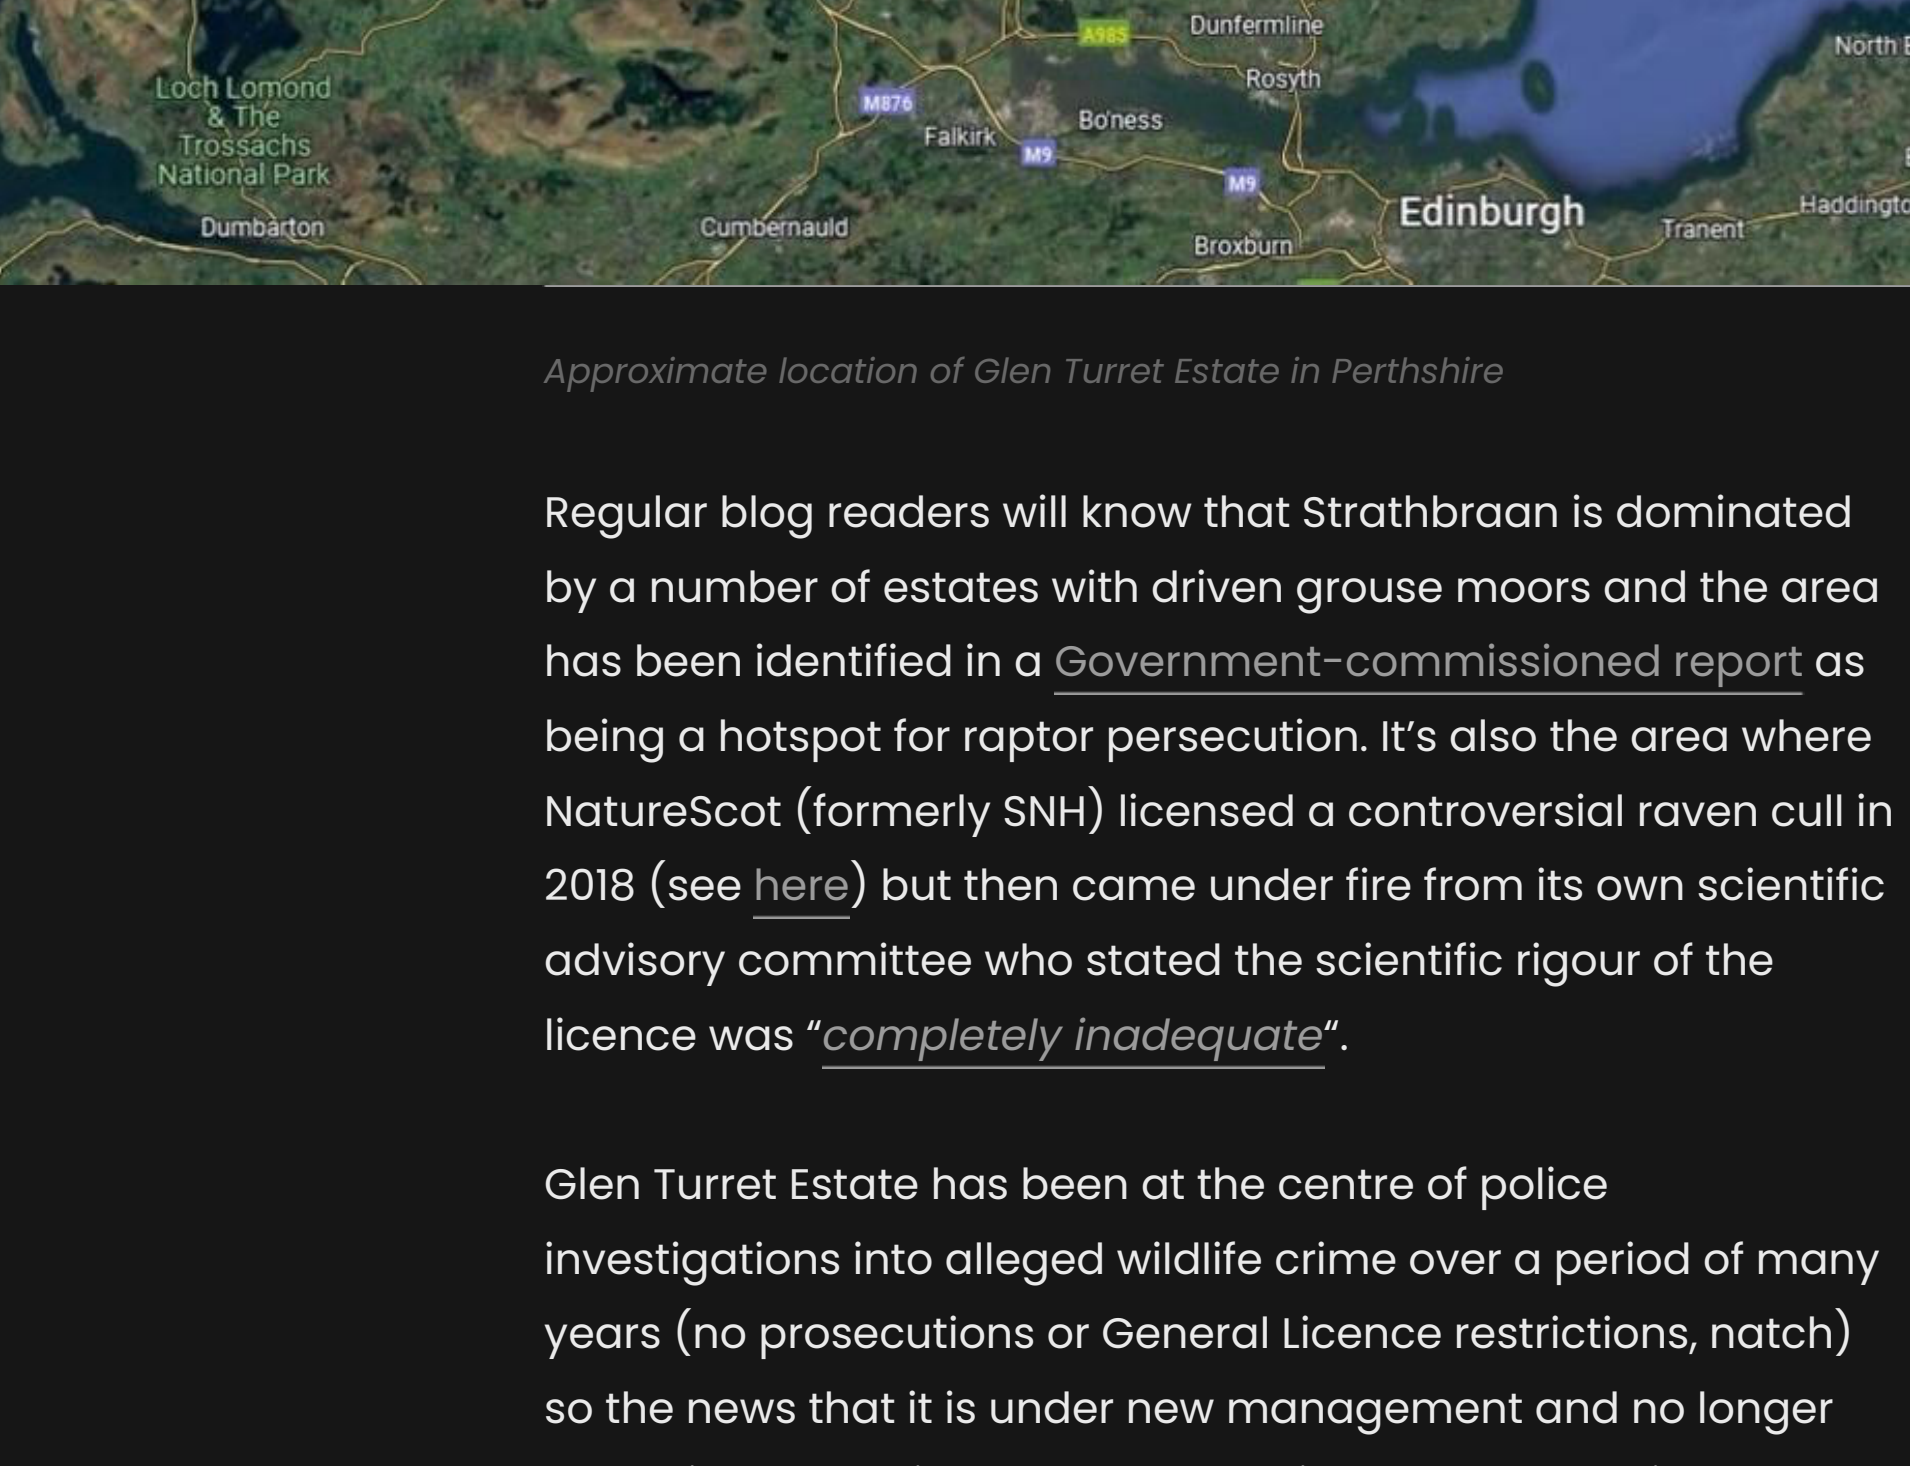 Dunfermline
A985
North
Rosyth
Loch Lomond
& The
Trossachs
National Park
M876
Bo'ness
Falkirk
M9
M9
Edinburgh
Haddingto
Dumbarton
Cumbernauld
Tranent
Broxburn
Approximate location of Glen Turret Estate in Perthshire
Regular blog readers will know that Strathbraan is dominated
by a number of estates with driven grouse moors and the area
has been identified in a Government-commissioned report as
being a hotspot for raptor persecution. It’s also the area where
NatureScot (formerly SNH) licensed a controversial raven cull in
2018 (see here) but then came under fire from its own scientific
advisory committee who stated the scientific rigour of the
licence was “completely inadequate“.
Glen Turret Estate has been at the centre of police
investigations into alleged wildlife crime over a period of many
years (no prosecutions or General Licence restrictions, natch)
so the news that it is under new management and no longer